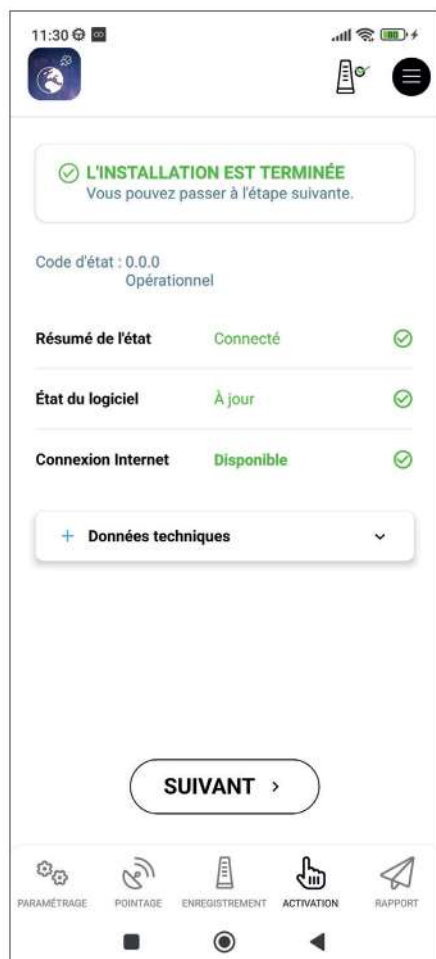 11:30
L'INSTALLATION EST TERMINÉE
Vous pouvez passer à l'étape suivante.
Code d'état : 0.0.0
Opérationnel
Résumé de l'état Connecté
État du logiciel À jour
Connexion Internet Disponible
+ Données techniques
SUIVANT >
PARAMÉTRAGE POINTAGE ENREGISTREMENT ACTIVATION RAPPORT